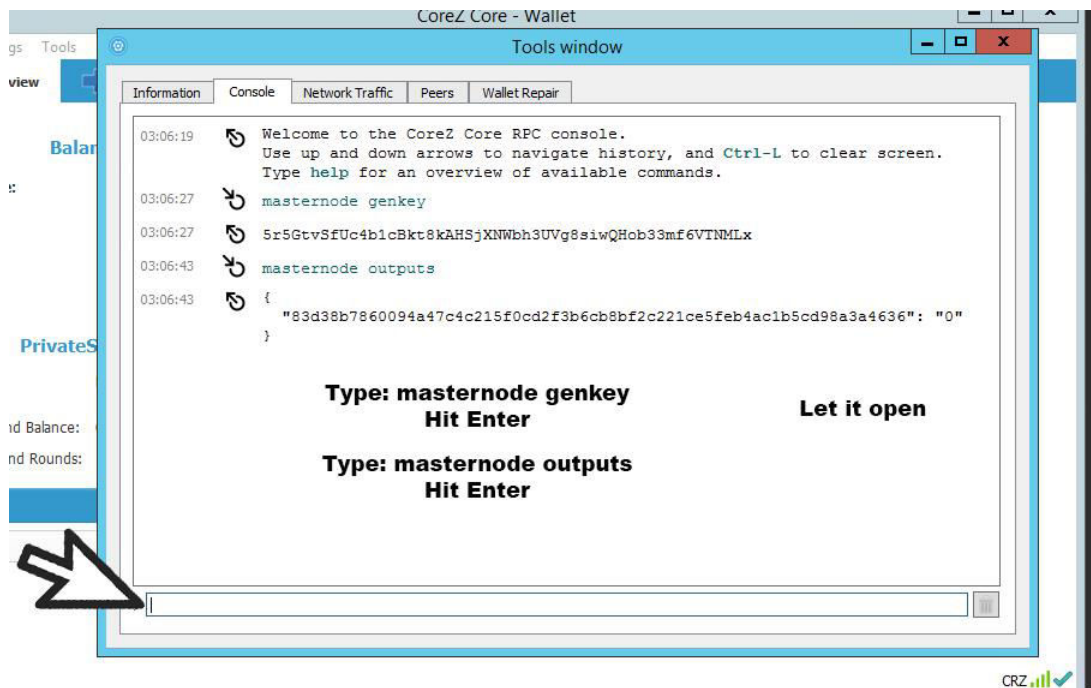 CoreZ Core - Wallet
gs Tools
Tools window
view
Information Console Network Traffic Peers Wallet Repair
03:06:19 Welcome to the CoreZ Core RPC console.
Use up and down arrows to navigate history, and Ctrl-L to clear screen.
Type help for an overview of available commands.
03:06:27 masternode genkey
03:06:27 5r5GtvSfUc4b1cBkt8kAHSjXNWbh3UVg8siwQHob33mf6VTNMLx
03:06:43 masternode outputs
03:06:43 {
"83d38b7860094a47c4c215f0cd2f3b6cb8bf2c221ce5feb4ac1b5cd98a3a4636": "0"
}
Balan
e:
PrivateS
nd Balance:
nd Rounds:
Type: masternode genkey
Hit Enter
Let it open
Type: masternode outputs
Hit Enter
CRZ